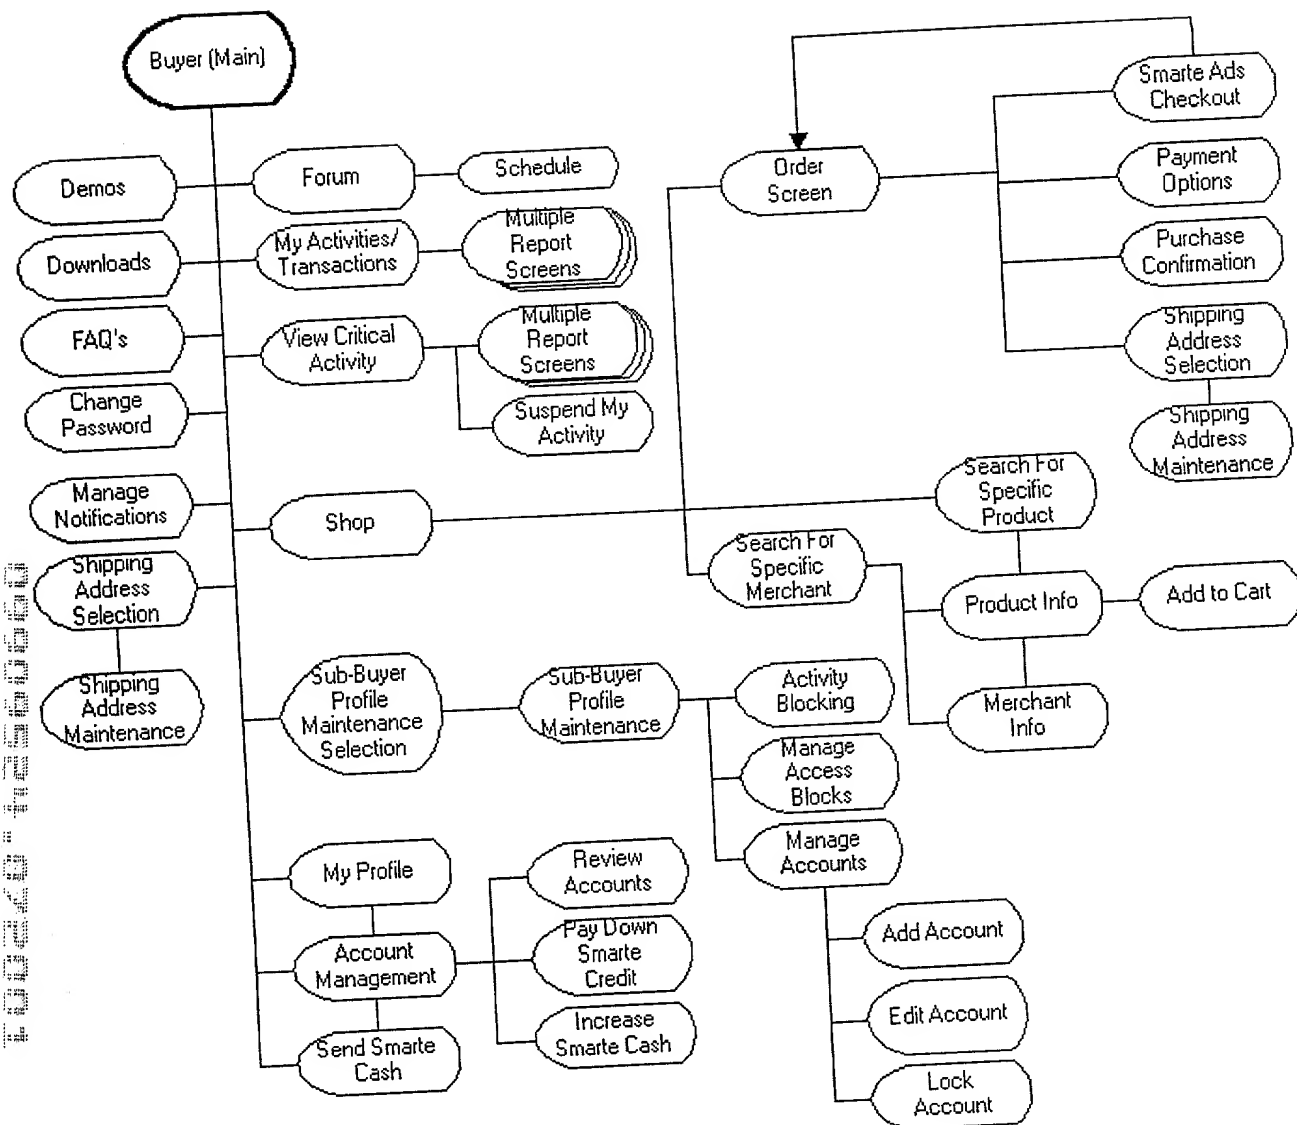 Buyer (Main)
Smarte Ads
Checkout
Demos
Forum
Schedule
Order
Screen
Payment
Options
Downloads
My Activities/
Transactions
Multiple
Report
Screens
Purchase
Confirmation
FAQ's
View Critical
Activity
Multiple
Report
Screens
Shipping
Address
Selection
Change
Password
Suspend My
Activity
Shipping
Address
Maintenance
Manage
Notifications
Shop
Search For
Specific
Product
Shipping
Address
Selection
Search For
Specific
Merchant
Product Info
Add to Cart
Shipping
Address
Maintenance
Sub-Buyer
Profile
Maintenance
Selection
Sub-Buyer
Profile
Maintenance
Activity
Blocking
Merchant
Info
Manage
Access
Blocks
My Profile
Review
Accounts
Manage
Accounts
Account
Management
Pay Down
Smarte
Credit
Add Account
Send Smarte
Cash
Increase
Smarte Cash
Edit Account
Lock
Account